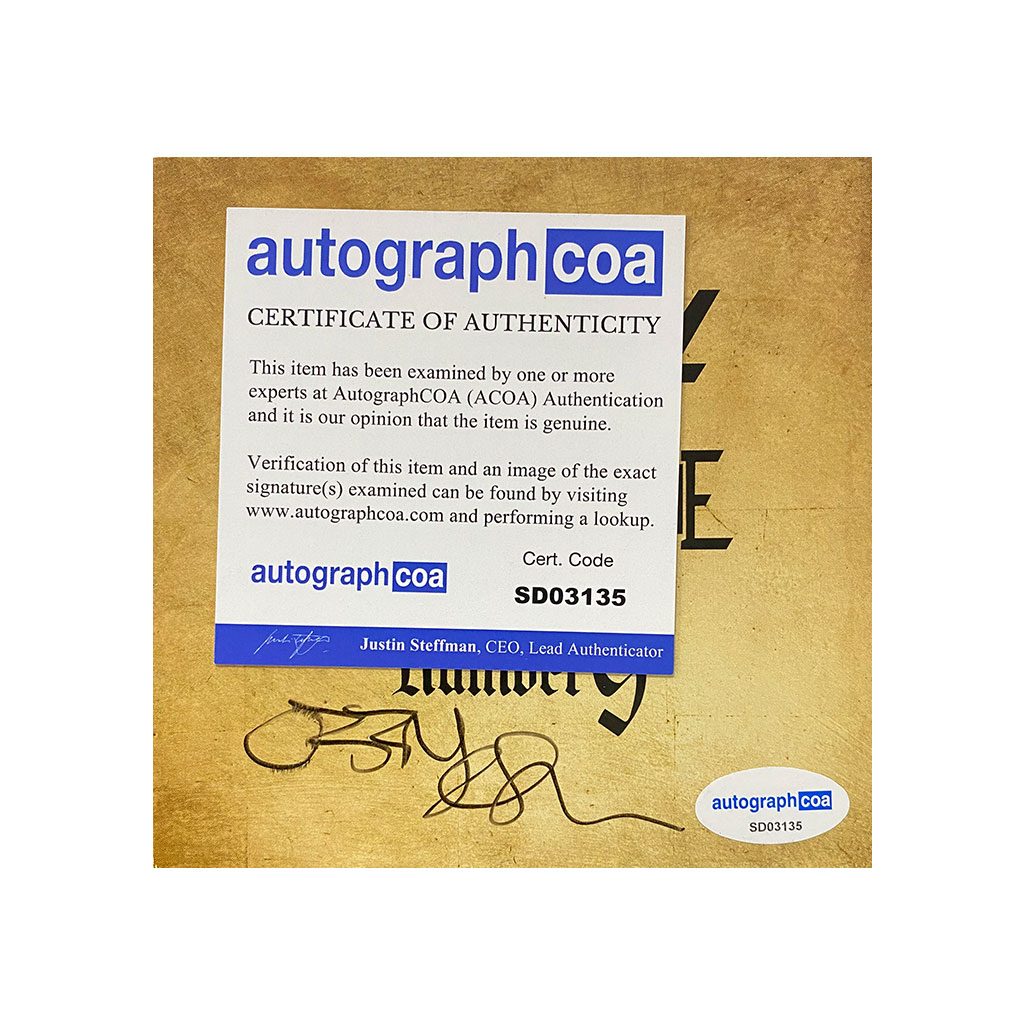 autographcoa
CERTIFICATE OF AUTHENTICITY
This item has been examined by one or more
experts at AutographCOA (ACOA) Authentication
and it is our opinion that the item is genuine.
Verification of this item and an image of the exact
signature(s) examined can be found by visiting
www.autographcoa.com and performing a lookup.
Cert. Code
autographcoa
SD03135
Justin Steffman, CEO, Lead Authenticator
Number 9
OZZY
autographcoa
SD03135